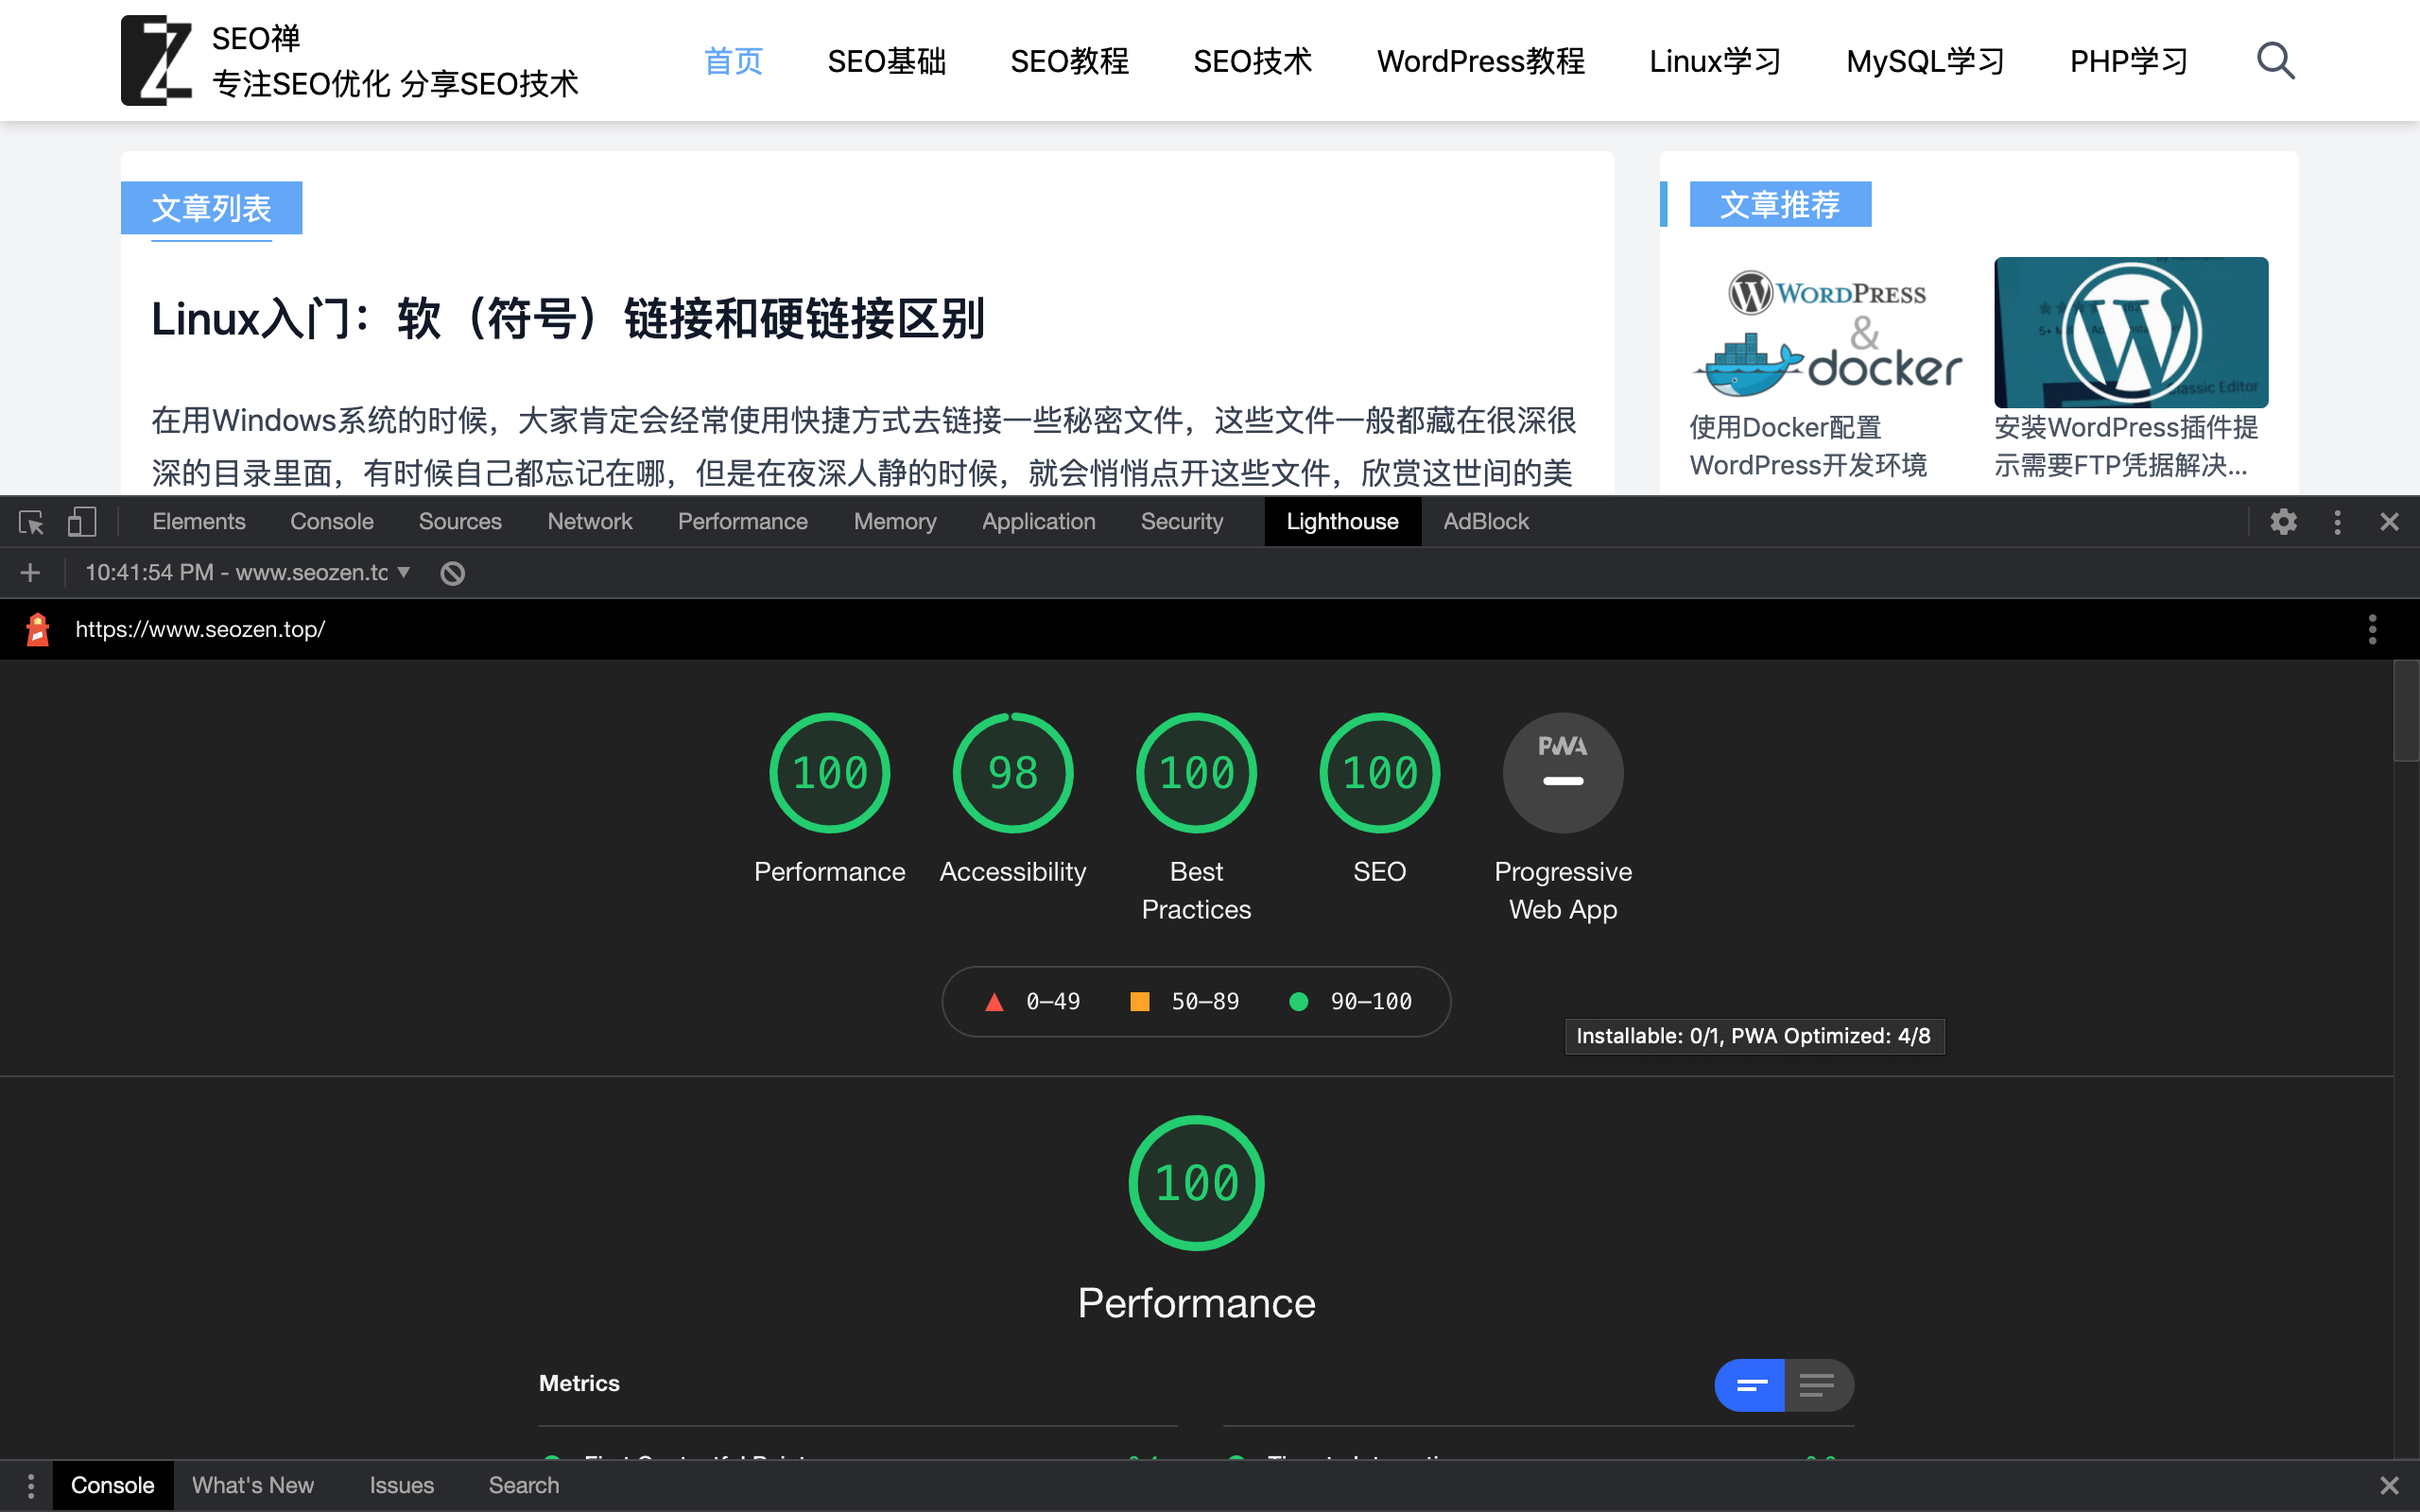 SEO禅
专注SEO优化 分享SEO技术
首页 SEO基础 SEO教程 SEO技术 WordPress教程 Linux学习 MySQL学习 PHP学习
文章列表
Linux入门：软（符号）链接和硬链接区别
在用Windows系统的时候，大家肯定会经常使用快捷方式去链接一些秘密文件，这些文件一般都藏在很深很
深的目录里面，有时候自己都忘记在哪，但是在夜深人静的时候，就会悄悄点开这些文件，欣赏这世间的美
文章推荐
WORDPRESS
&
docker
使用Docker配置
WordPress开发环境
Classic Editor
安装WordPress插件提
示需要FTP凭据解决...
Elements Console Sources Network Performance Memory Application Security Lighthouse AdBlock
10:41:54 PM - www.seozen.to
https://www.seozen.top/
100 98 100 100 PWA
Performance Accessibility Best Practices SEO Progressive Web App
0–49 50–89 90–100
Installable: 0/1, PWA Optimized: 4/8
100
Performance
Metrics
First Contentful Paint
Console What's New Issues Search